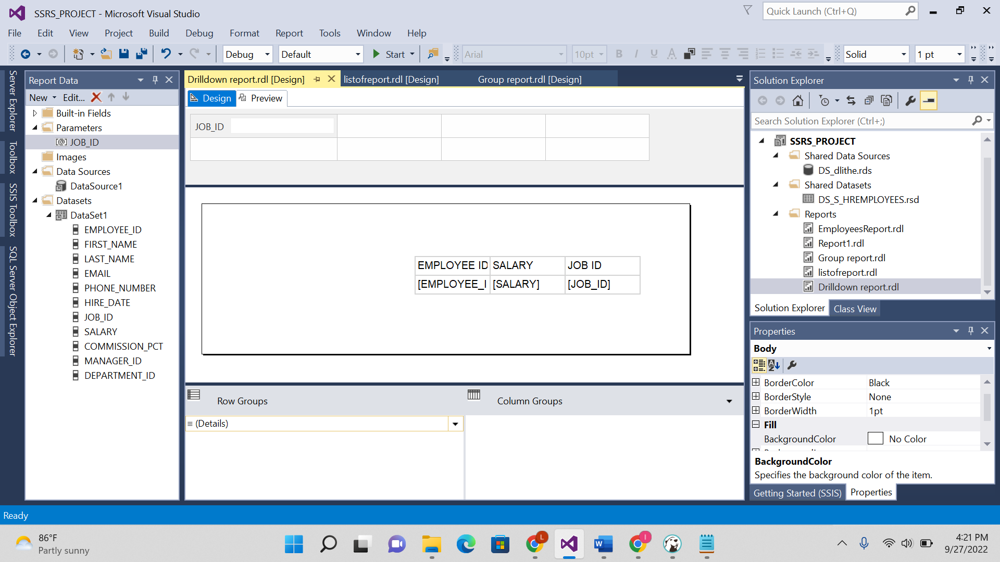 SSRS_PROJECT - Microsoft Visual Studio
Quick Launch (Ctrl+Q)
File Edit View Project Build Debug Format Report Tools Window Help
Debug Default Start Arial 10pt B I U A Solid 1 pt
Server Explorer
Toolbox
SSIS Toolbox
SQL Server Object Explorer
Report Data
New Edit...
Built-in Fields
Parameters
JOB_ID
Images
Data Sources
DataSource1
Datasets
DataSet1
EMPLOYEE_ID
FIRST_NAME
LAST_NAME
EMAIL
PHONE_NUMBER
HIRE_DATE
JOB_ID
SALARY
COMMISSION_PCT
MANAGER_ID
DEPARTMENT_ID
Drilldown report.rdl [Design] listofreport.rdl [Design] Group report.rdl [Design]
Design Preview
JOB_ID
EMPLOYEE ID SALARY JOB ID
[EMPLOYEE_I [SALARY] [JOB_ID]
Row Groups Column Groups
(Details)
Solution Explorer
Search Solution Explorer (Ctrl+;)
SSRS_PROJECT
Shared Data Sources
DS_dlithe.rds
Shared Datasets
DS_S_HREMPLOYEES.rsd
Reports
EmployeesReport.rdl
Report1.rdl
Group report.rdl
listofreport.rdl
Drilldown report.rdl
Solution Explorer Class View
Properties
Body
BorderColor Black
BorderStyle None
BorderWidth 1pt
Fill
BackgroundColor No Color
BackgroundColor
Specifies the background color of the item.
Getting Started (SSIS) Properties
Ready
86°F
Partly sunny
L
I
4:21 PM
9/27/2022